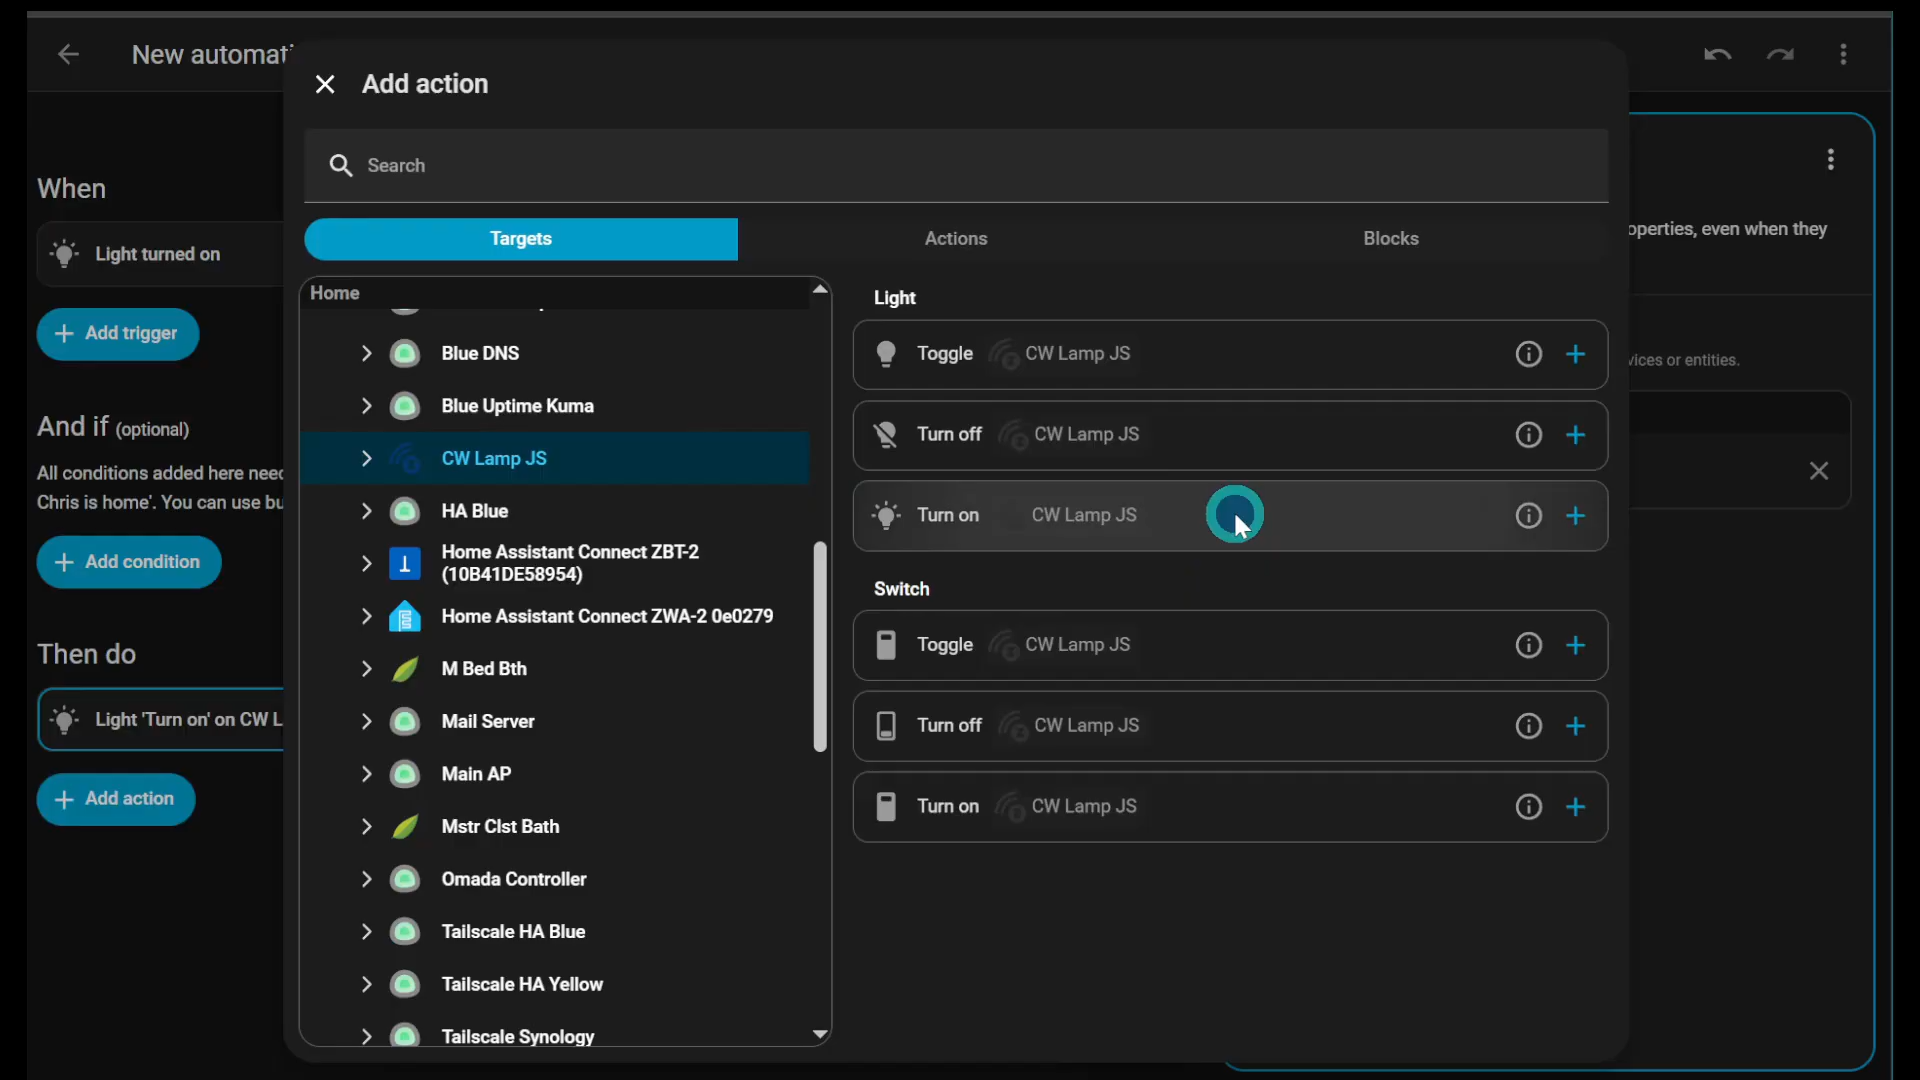 New automati
Add action
Search
When
Light turned on
Add trigger
And if (optional)
All conditions added here need
Chris is home'. You can use bu
Add condition
Then do
Light 'Turn on' on CW L
Add action
Targets
Actions
Blocks
Home
Blue DNS
Blue Uptime Kuma
CW Lamp JS
HA Blue
Home Assistant Connect ZBT-2
(10B41DE58954)
Home Assistant Connect ZWA-2 0e0279
M Bed Bth
Mail Server
Main AP
Mstr Clst Bath
Omada Controller
Tailscale HA Blue
Tailscale HA Yellow
Tailscale Synology
Light
Toggle CW Lamp JS
Turn off CW Lamp JS
Turn on CW Lamp JS
Switch
Toggle CW Lamp JS
Turn off CW Lamp JS
Turn on CW Lamp JS
operties, even when they
vices or entities.